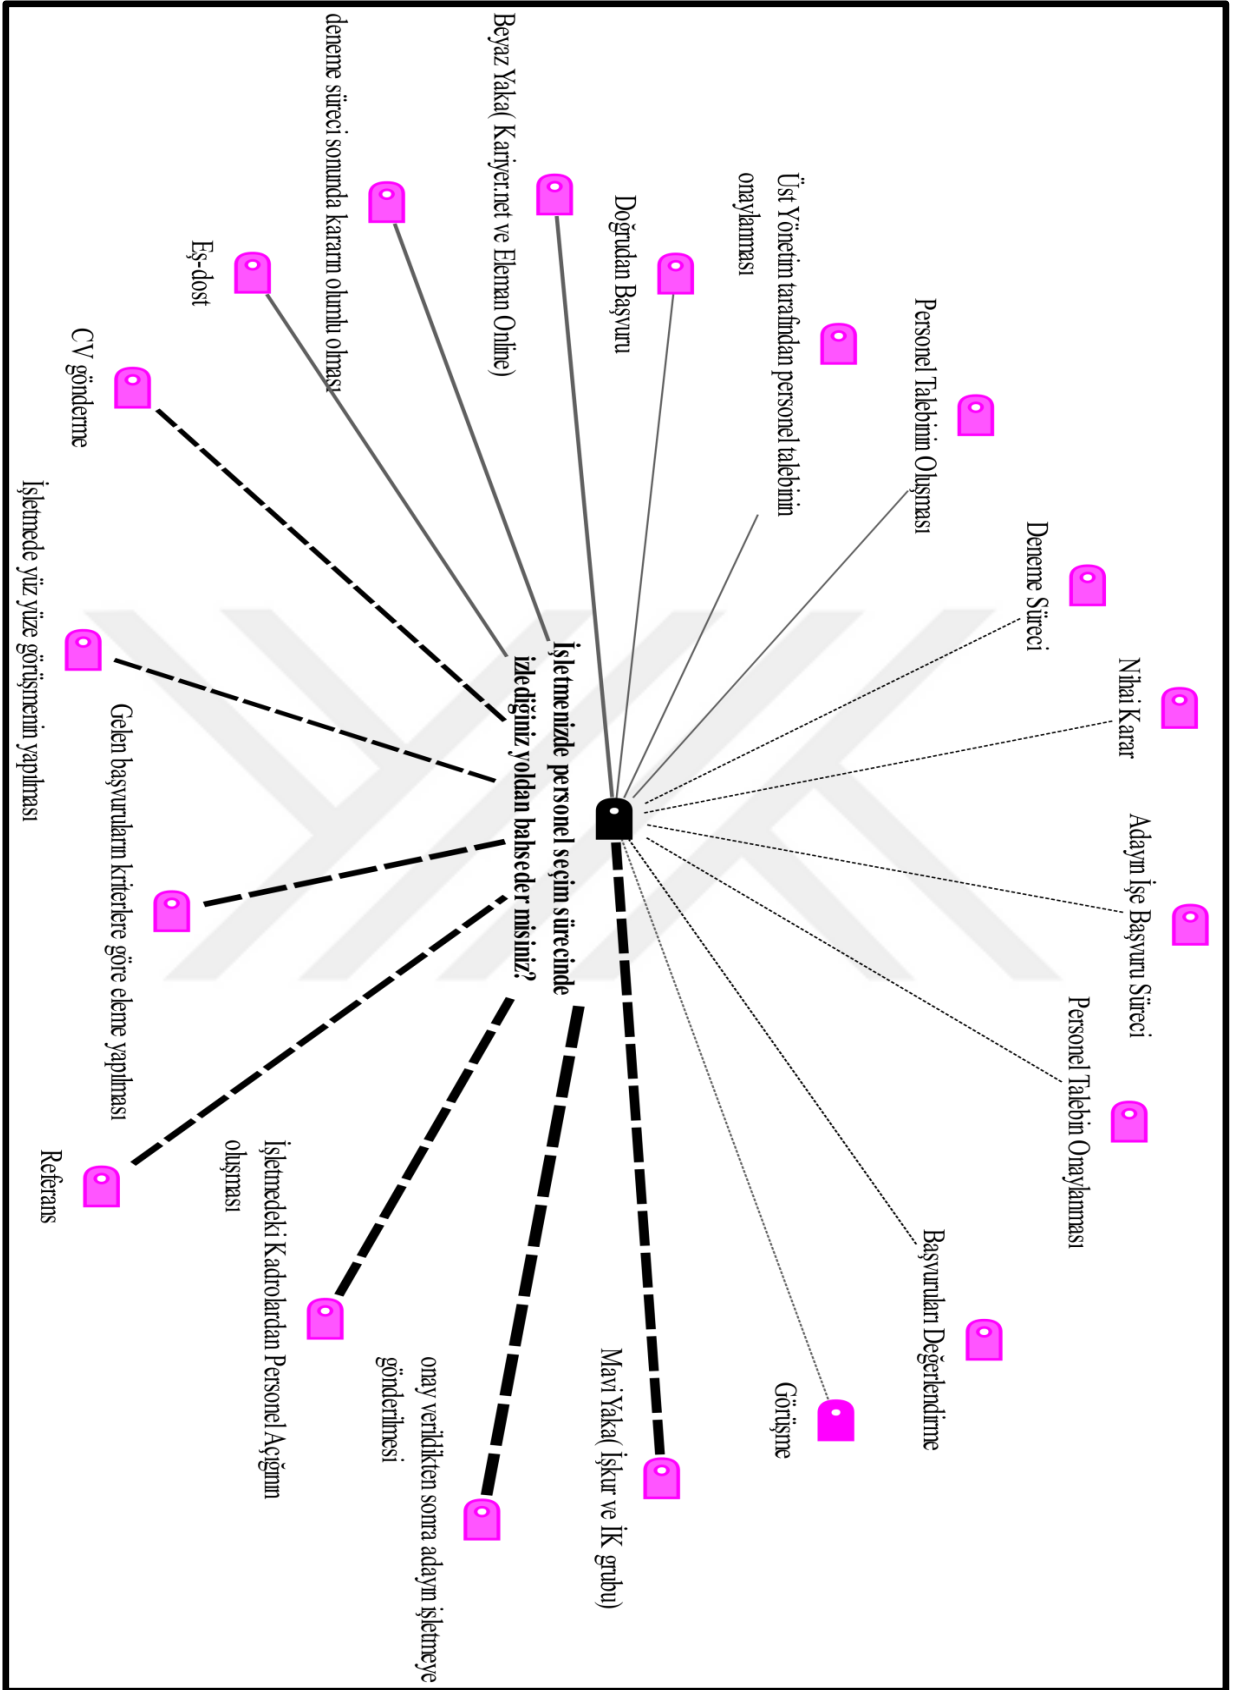 Adayın İşe Başvuru Süreci
Nihai Karar
Personel Talebin Onaylanması
Deneme Süreci
Başvuruları Değerlendirme
Personel Talebinin Oluşması
Görüşme
Üst Yönetim tarafından personel talebinin
onaylanması
Doğrudan Başvuru
Mavi Yaka( İşkur ve İK grubu)
Beyaz Yaka( Kariyer.net ve Eleman Online)
İşletmenizde personel seçim sürecinde
izlediğiniz yoldan bahseder misiniz?
onay verildikten sonra adayın işletmeye
gönderilmesi
deneme süreci sonunda kararın olumlu olması
İşletmedeki Kadrolardan Personel Açığının
oluşması
Eş-dost
Gelen başvuruların kriterlere göre eleme yapılması
CV gönderme
Referans
İşletmede yüz yüze görüşmenin yapılması